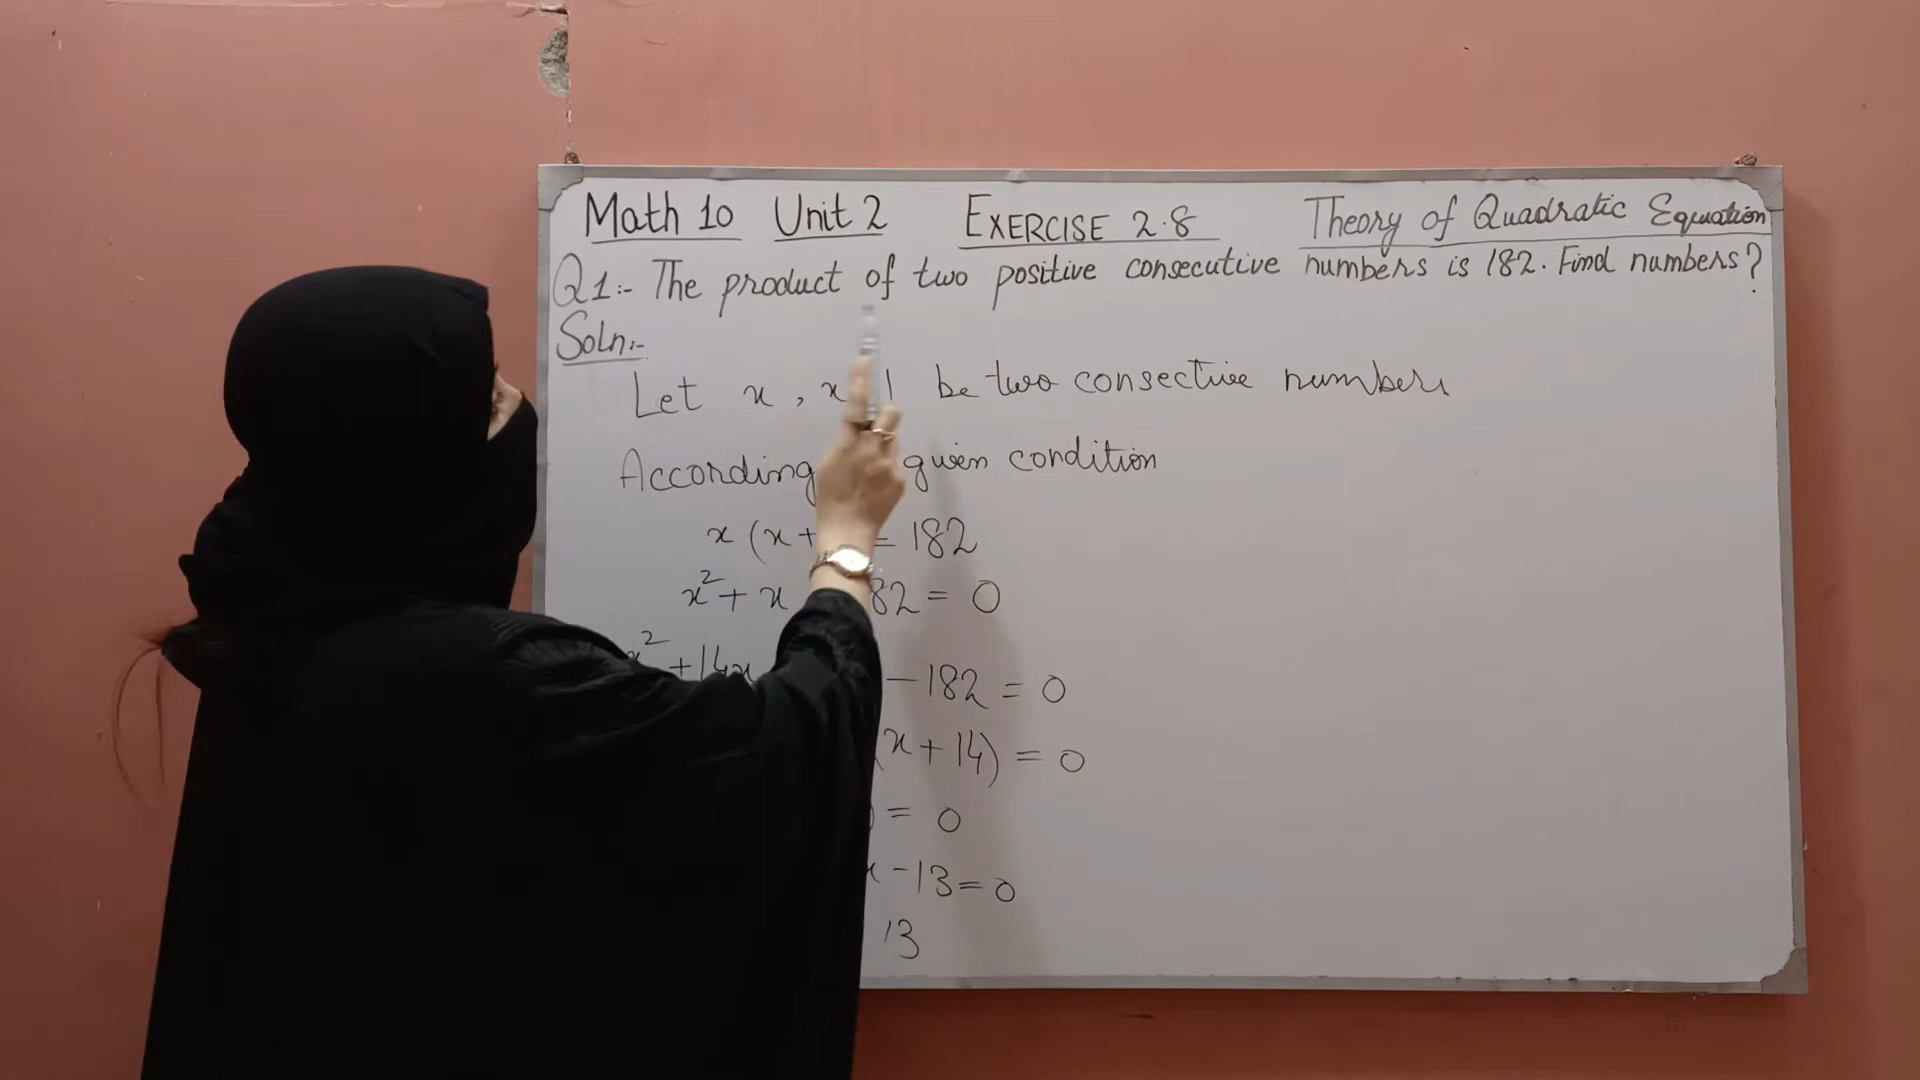 Math 10 Unit 2 EXERCISE 2.8 Theory of Quadratic Equation
Q1:- The product of two positive consecutive numbers is 182. Find numbers?
Soln:-
Let x , x 1 be two consective numbers
According given condition
x (x+ = 182
x² + x 82 = 0
x² +14x - 182 = 0
(x + 14) = 0
) = 0
x - 13 = 0
13